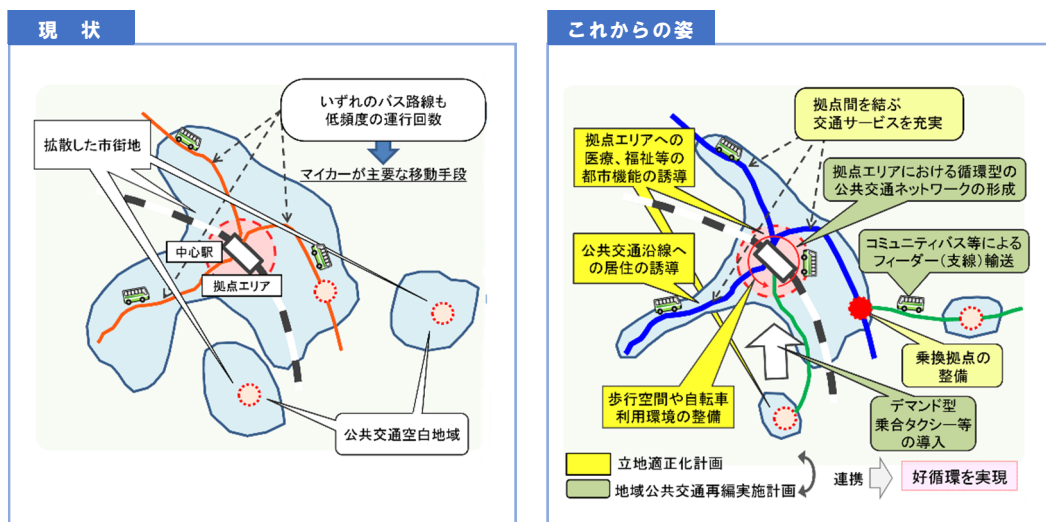 現　状
いずれのバス路線も
低頻度の運行回数
拡散した市街地
マイカーが主要な移動手段
中心駅
拠点エリア
公共交通空白地域
これからの姿
拠点間を結ぶ
交通サービスを充実
拠点エリアへの
医療、福祉等の
都市機能の誘導
拠点エリアにおける循環型の
公共交通ネットワークの形成
公共交通沿線へ
の居住の誘導
コミュニティバス等による
フィーダー(支線)輸送
乗換拠点の
整備
歩行空間や自転車
利用環境の整備
デマンド型
乗合タクシー等
の導入
立地適正化計画
地域公共交通再編実施計画
連携
好循環を実現